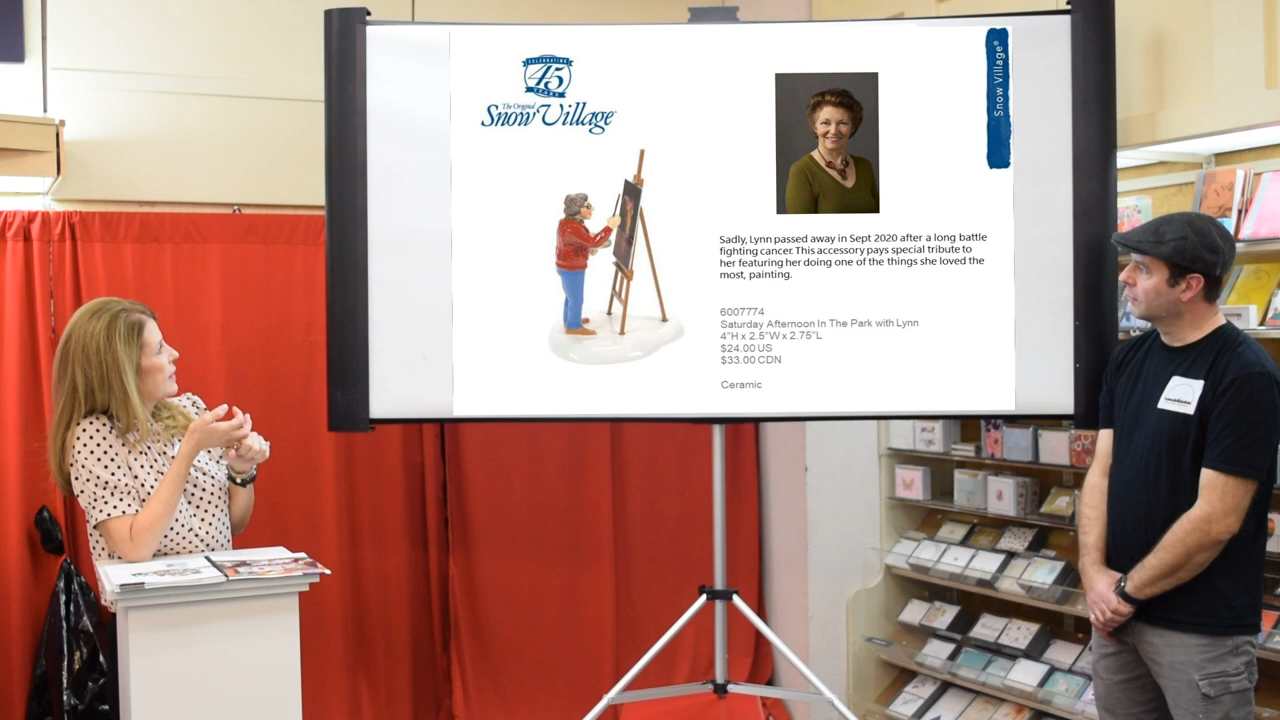 CELEBRATING
45
YEARS
The Original
Snow Village®
Snow Village®
Sadly, Lynn passed away in Sept 2020 after a long battle
fighting cancer. This accessory pays special tribute to
her featuring her doing one of the things she loved the
most, painting.
6007774
Saturday Afternoon In The Park with Lynn
4"H x 2.5"W x 2.75"L
$24.00 US
$33.00 CDN
Ceramic